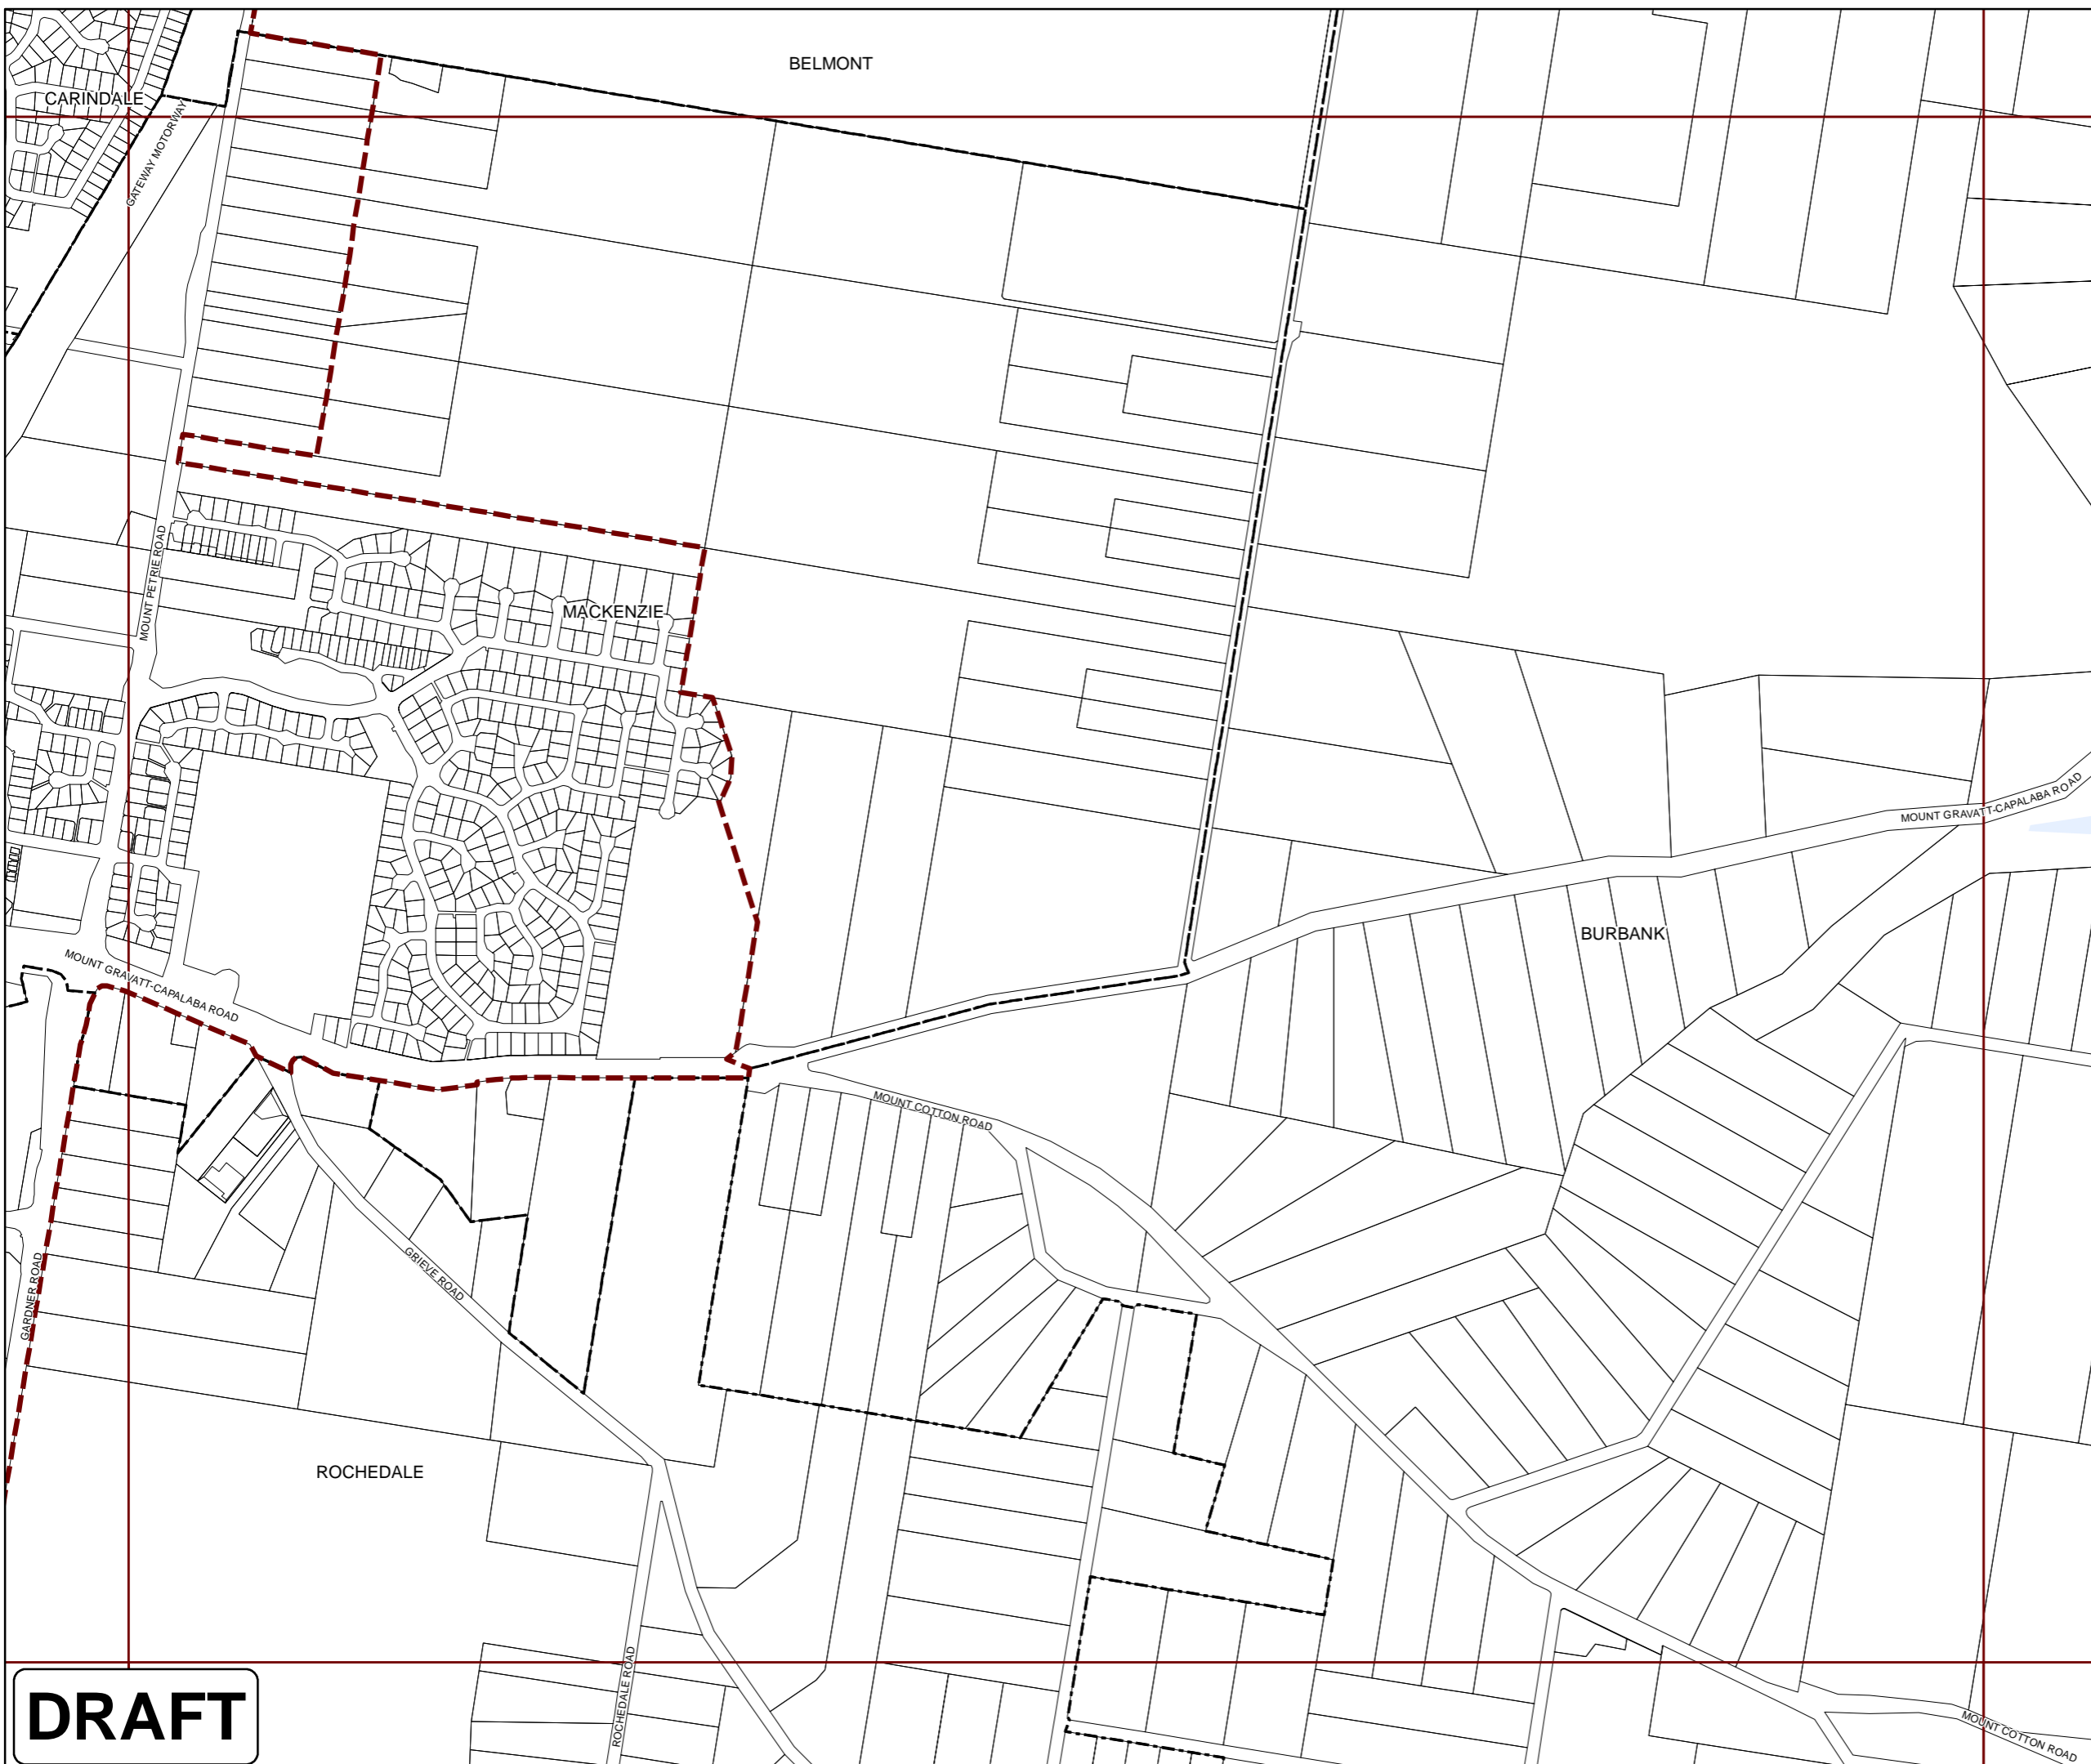 BELMONT
CARINDALE
GATEWAY MOTORWAY
MOUNT PETRIE ROAD
MACKENZIE
MOUNT GRAVATT-CAPALABA ROAD
BURBANK
MOUNT GRAVATT-CAPALABA ROAD
MOUNT COTTON ROAD
GRIEVE ROAD
GARDNER ROAD
ROCHEDALE
ROCHEDALE ROAD
DRAFT
MOUNT COTTON ROAD